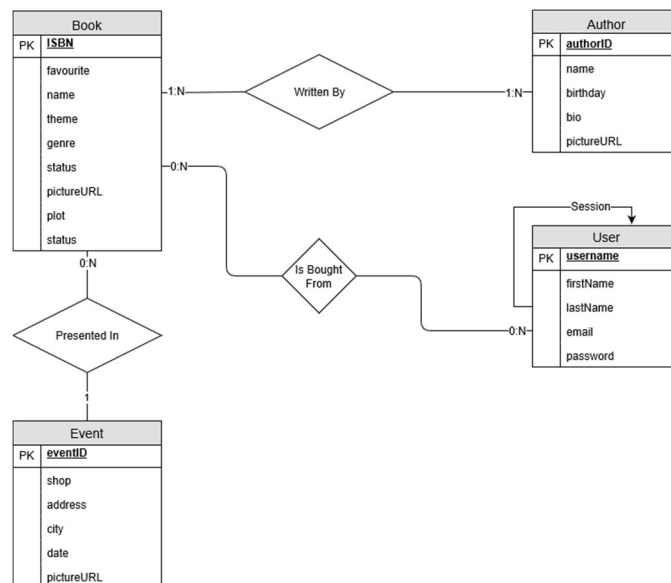 Book
PK ISBN
favourite
name
theme
genre
status
pictureURL
plot
status
1:N
Written By
1:N
Author
PK authorID
name
birthday
bio
pictureURL
0:N
Is Bought
From
0:N
Session
User
PK username
firstName
lastName
email
password
0:N
Presented In
1
Event
PK eventID
shop
address
city
date
pictureURL